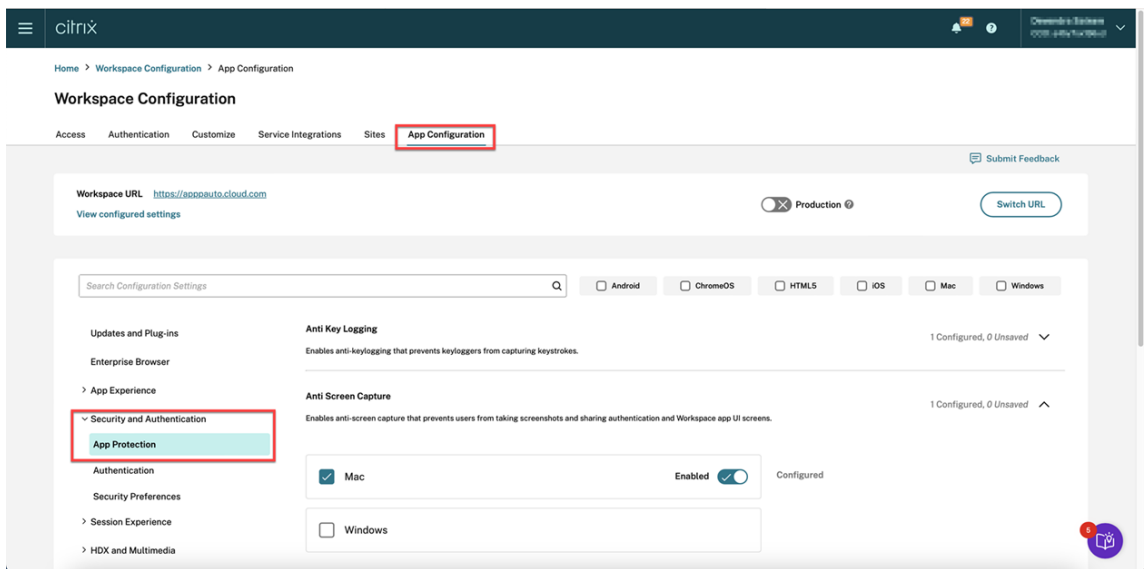 citrix
22
Home > Workspace Configuration > App Configuration
Workspace Configuration
Access Authentication Customize Service Integrations Sites App Configuration
Submit Feedback
Workspace URL https://apppauto.cloud.com
View configured settings
Production
Switch URL
Search Configuration Settings
Android ChromeOS HTML5 iOS Mac Windows
Updates and Plug-ins
Enterprise Browser
App Experience
Security and Authentication
App Protection
Authentication
Security Preferences
Session Experience
HDX and Multimedia
Anti Key Logging
1 Configured, 0 Unsaved
Enables anti-keylogging that prevents keyloggers from capturing keystrokes.
Anti Screen Capture
1 Configured, 0 Unsaved
Enables anti-screen capture that prevents users from taking screenshots and sharing authentication and Workspace app UI screens.
Mac Enabled Configured
Windows
5